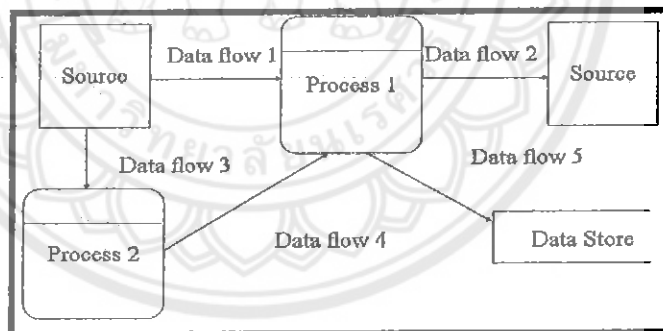 Data flow 1
Data flow 2
Source
Process 1
Source
Data flow 3
Data flow 5
Process 2
Data flow 4
Data Store